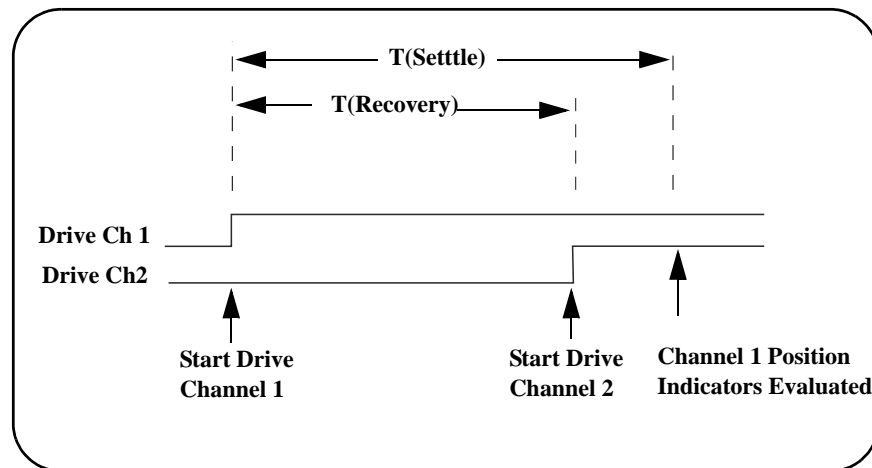 T(Setttle)
T(Recovery)
Drive Ch 1
Drive Ch2
Start Drive
Channel 1
Start Drive
Channel 2
Channel 1 Position
Indicators Evaluated